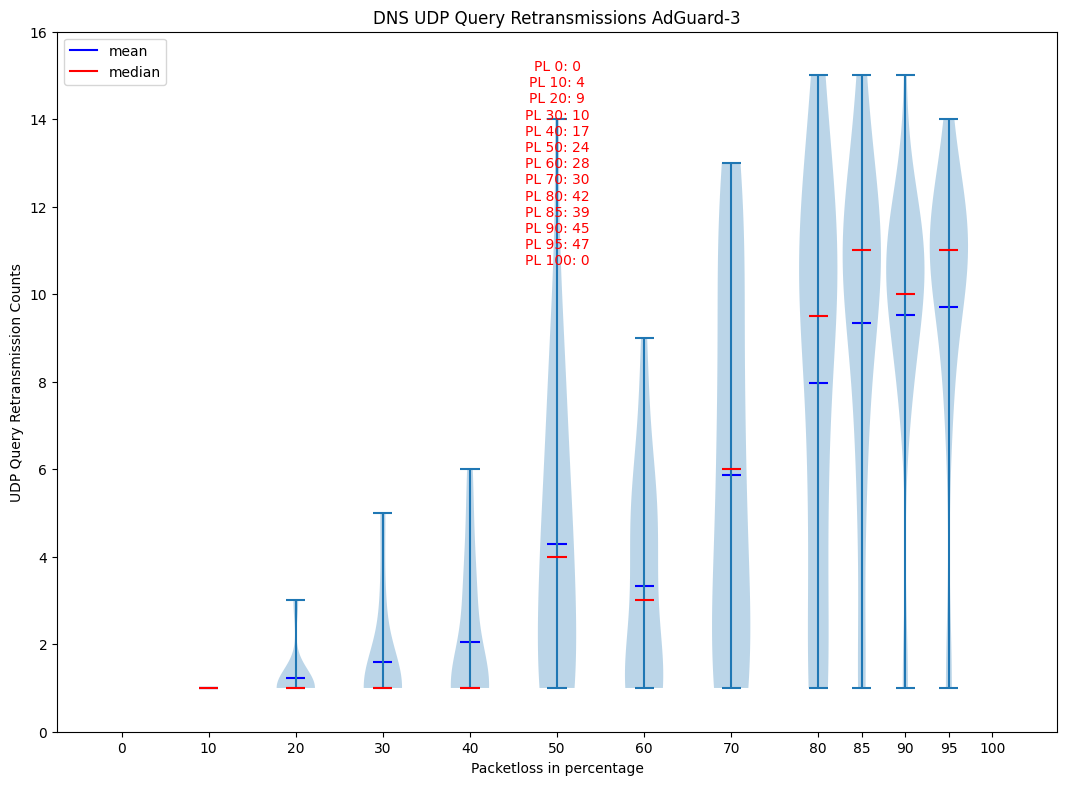 DNS UDP Query Retransmissions AdGuard-3
mean
median
PL 0: 0
PL 10: 4
PL 20: 9
PL 30: 10
PL 40: 17
PL 50: 24
PL 60: 28
PL 70: 30
PL 80: 42
PL 85: 39
PL 90: 45
PL 95: 47
PL 100: 0
16
14
12
10
8
6
4
2
0
UDP Query Retransmission Counts
0 10 20 30 40 50 60 70 80 85 90 95 100
Packetloss in percentage